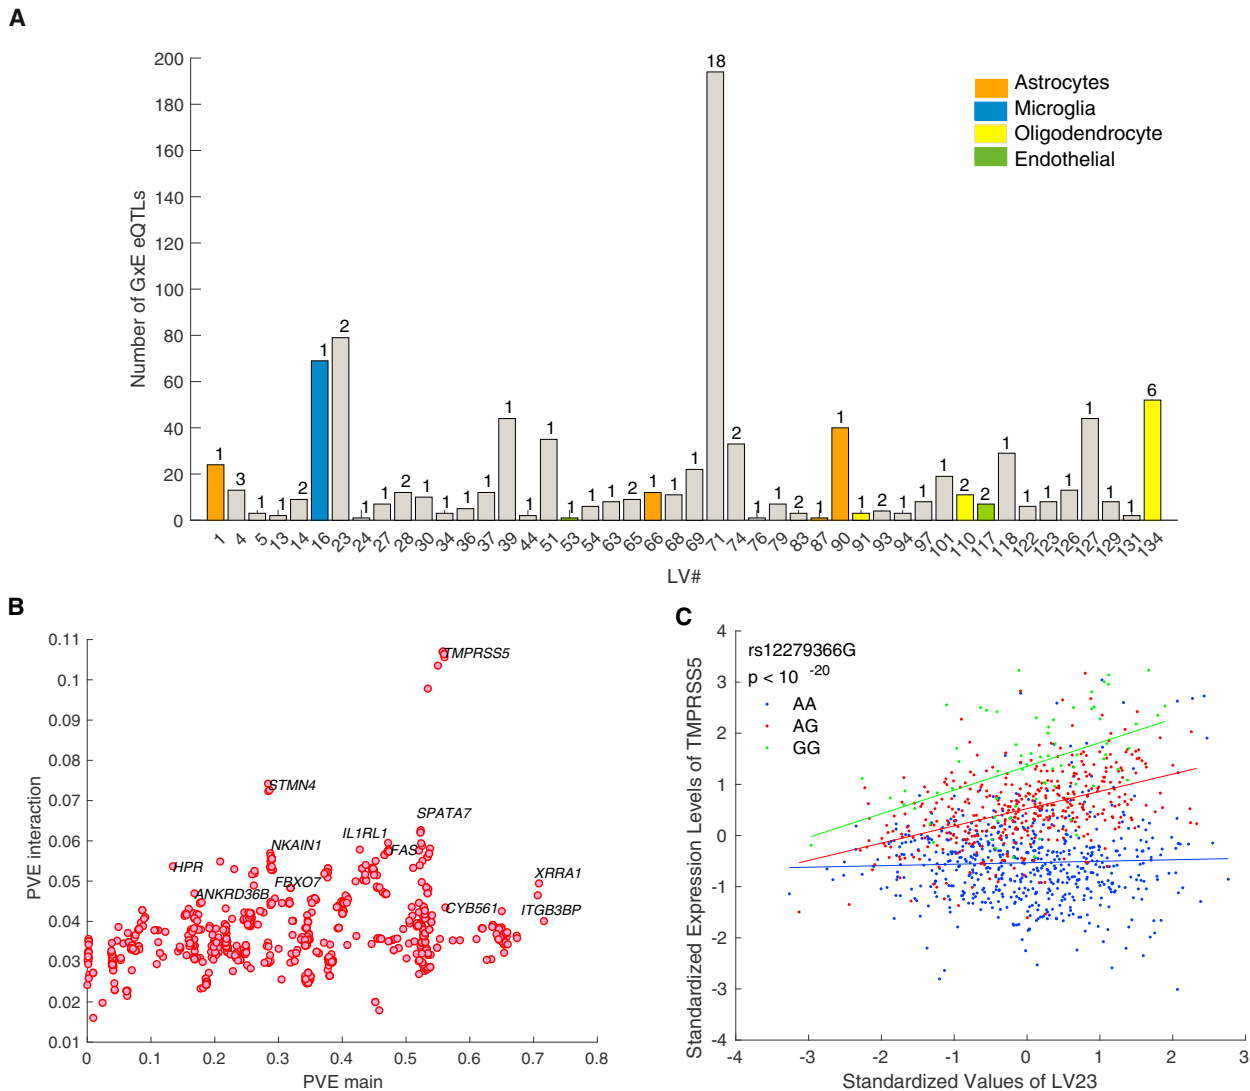 A
200
180
160
140
120
100
80
60
40
20
0
Number of GxE eQTLs
1 3 1 1 2 1 2 1 1 2 1 1 1 1 1 1 1 1 1 1 2 1 1 1 18 2 1 1 2 1 1 1 1 1 1 1 2 2 1 1 1 1 1 1 1 6
Astrocytes
Microglia
Oligodendrocyte
Endothelial
1 4 5 13 14 16 23 24 27 28 30 34 36 37 39 44 51 53 54 63 65 66 68 69 71 74 76 79 83 87 90 91 93 94 97 101 110 117 118 122 123 126 127 129 131 134
LV#
B
0.11
0.1
0.09
0.08
0.07
0.06
0.05
0.04
0.03
0.02
0.01
PVE interaction
TMPRSS5
STMN4
SPATA7
IL1RL1
NKAIN1
FAS
HPR
XRRA1
FBXO7
ANKRD36B
CYB561
ITGB3BP
0 0.1 0.2 0.3 0.4 0.5 0.6 0.7 0.8
PVE main
C
4
3
2
1
0
-1
-2
-3
-4
Standardized Expression Levels of TMPRSS5
rs12279366G
p < 10 -20
AA
AG
GG
-4 -3 -2 -1 0 1 2 3
Standardized Values of LV23